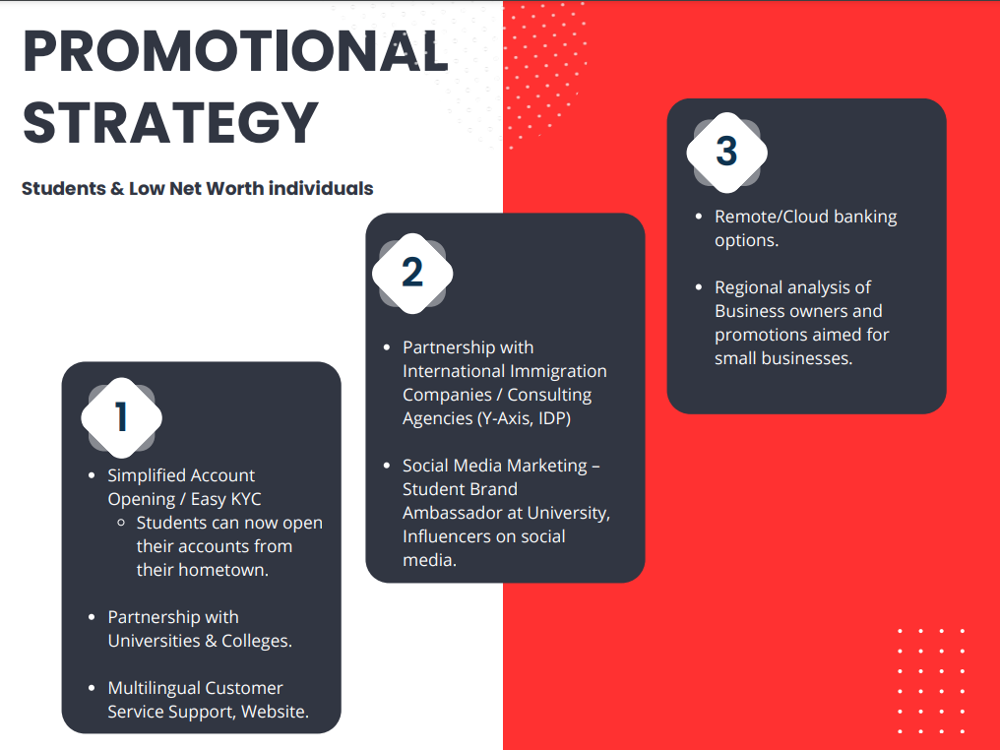 PROMOTIONAL
STRATEGY
Students & Low Net Worth individuals
1
• Simplified Account
Opening / Easy KYC
◦ Students can now open
their accounts from
their hometown.
• Partnership with
Universities & Colleges.
• Multilingual Customer
Service Support, Website.
2
• Partnership with
International Immigration
Companies / Consulting
Agencies (Y-Axis, IDP)
• Social Media Marketing –
Student Brand
Ambassador at University,
Influencers on social
media.
3
• Remote/Cloud banking
options.
• Regional analysis of
Business owners and
promotions aimed for
small businesses.